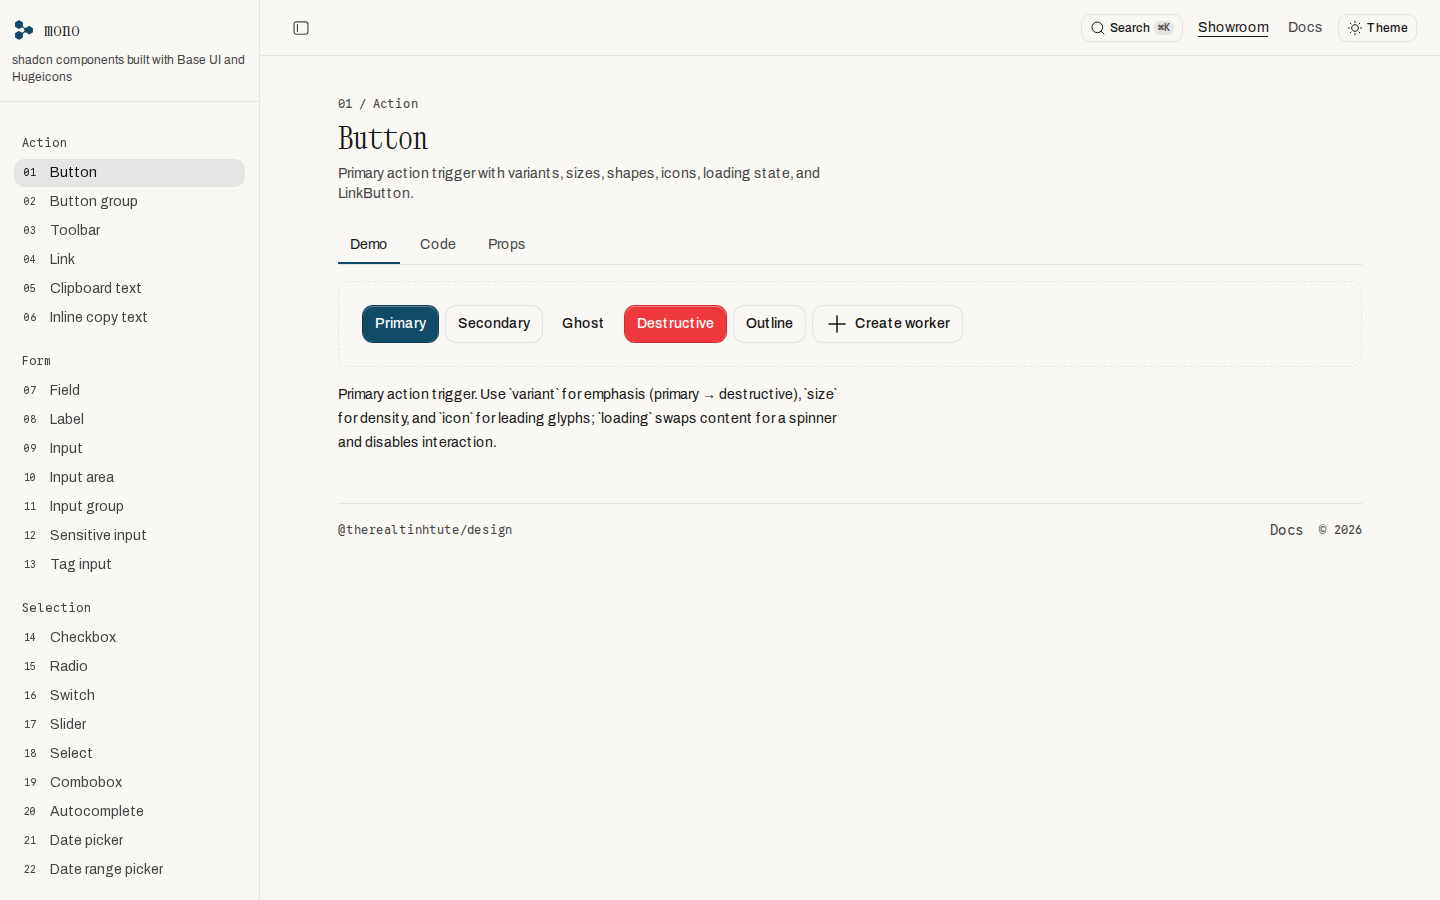 mono
shadcn components built with Base UI and
Hugeicons
Action
01 Button
02 Button group
03 Toolbar
04 Link
05 Clipboard text
06 Inline copy text
Form
07 Field
08 Label
09 Input
10 Input area
11 Input group
12 Sensitive input
13 Tag input
Selection
14 Checkbox
15 Radio
16 Switch
17 Slider
18 Select
19 Combobox
20 Autocomplete
21 Date picker
22 Date range picker
Search ⌘K Showroom Docs Theme
01 / Action
Button
Primary action trigger with variants, sizes, shapes, icons, loading state, and
LinkButton.
Demo Code Props
Primary Secondary Ghost Destructive Outline Create worker
Primary action trigger. Use `variant` for emphasis (primary → destructive), `size`
for density, and `icon` for leading glyphs; `loading` swaps content for a spinner
and disables interaction.
@therealtinhtute/design Docs © 2026